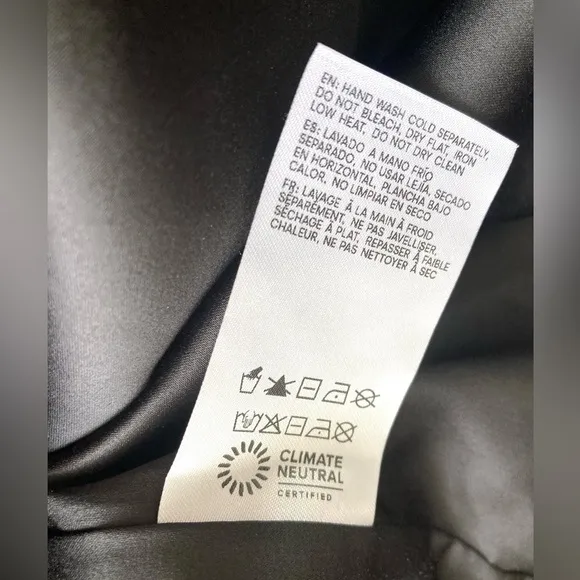 EN: HAND WASH COLD SEPARATELY,
DO NOT BLEACH, DRY FLAT, IRON
LOW HEAT, DO NOT DRY CLEAN
ES: LAVADO A MANO FRÍO
SEPARADO, NO USAR LEJÍA, SECADO
EN HORIZONTAL, PLANCHA BAJO
CALOR, NO LIMPIAR EN SECO
FR: LAVAGE À LA MAIN À FROID
SÉPARÉMENT, NE PAS JAVELLISER,
SÉCHAGE À PLAT, REPASSER À FAIBLE
CHALEUR, NE PAS NETTOYER À SEC
CLIMATE
NEUTRAL
CERTIFIED